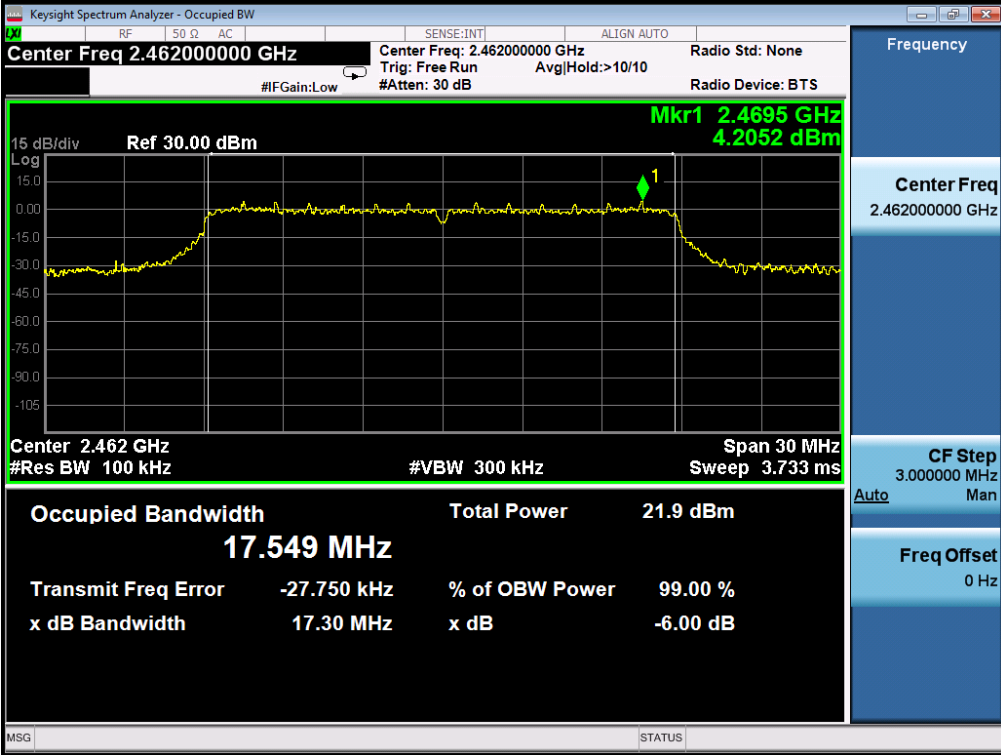 Keysight Spectrum Analyzer - Occupied BW
LXI RF 50 Ω AC SENSE:INT ALIGN AUTO
Center Freq 2.462000000 GHz
Center Freq: 2.462000000 GHz
Radio Std: None
Trig: Free Run Avg|Hold:>10/10
#IFGain:Low #Atten: 30 dB Radio Device: BTS
Mkr1 2.4695 GHz
4.2052 dBm
15 dB/div Ref 30.00 dBm
Log
1
15.0
0.00
-15.0
-30.0
-45.0
-60.0
-75.0
-90.0
-105
Center 2.462 GHz Span 30 MHz
#Res BW 100 kHz #VBW 300 kHz Sweep 3.733 ms
Occupied Bandwidth Total Power 21.9 dBm
17.549 MHz
Transmit Freq Error -27.750 kHz % of OBW Power 99.00 %
x dB Bandwidth 17.30 MHz x dB -6.00 dB
Frequency
Center Freq
2.462000000 GHz
CF Step
3.000000 MHz
Auto Man
Freq Offset
0 Hz
MSG STATUS